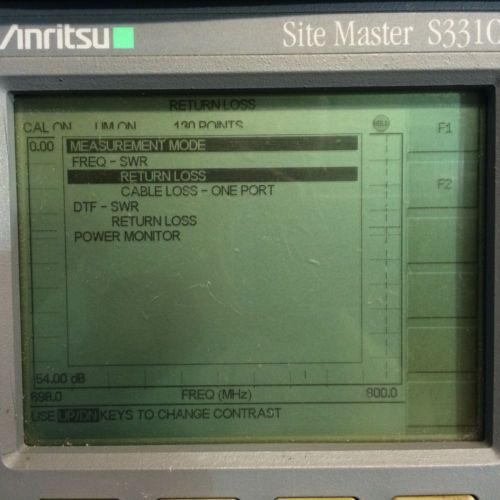 Anritsu
Site Master S331C
RETURN LOSS
CAL ON LIM ON 130 POINTS
HOLD
F1
0.00
MEASUREMENT MODE
FREQ - SWR
RETURN LOSS
CABLE LOSS - ONE PORT
F2
DTF - SWR
RETURN LOSS
POWER MONITOR
54.00 dB
698.0 FREQ (MHz) 800.0
USE UP/DN KEYS TO CHANGE CONTRAST